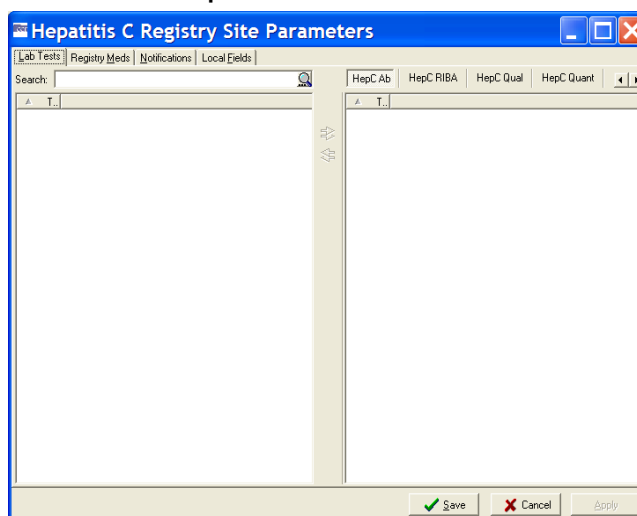 Hepatitis C Registry Site Parameters
Lab Tests Registry Meds Notifications Local Fields
Search: HepC Ab HepC RIBA HepC Qual HepC Quant
T.. T..
Save Cancel Apply